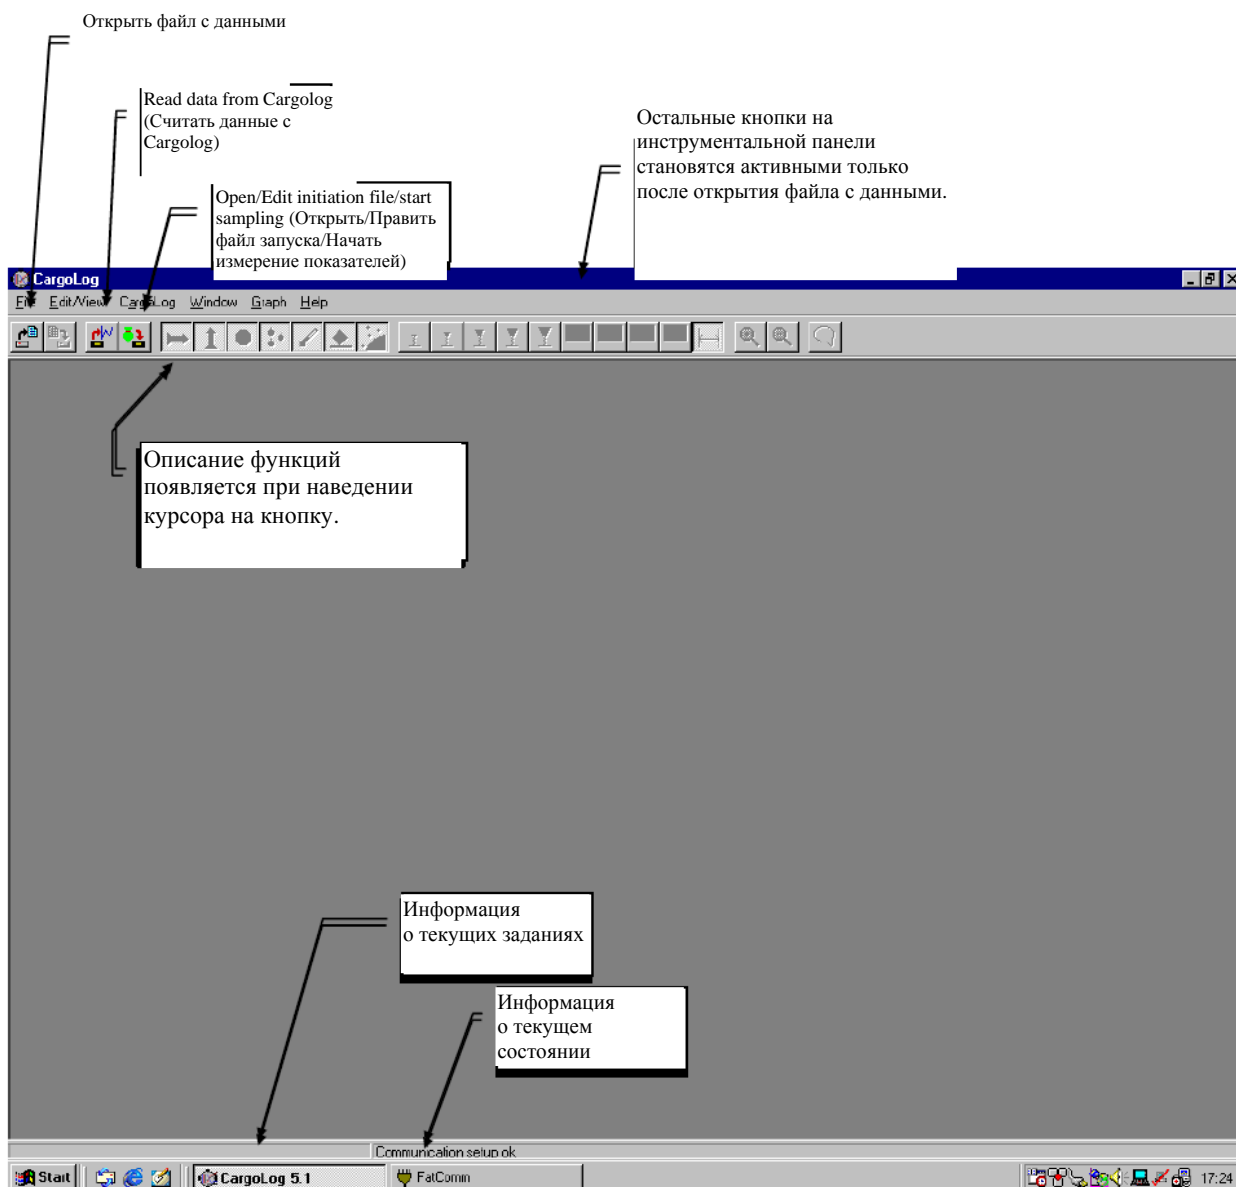 Открыть файл с данными
Read data from Cargolog
(Считать данные с
Cargolog)
Остальные кнопки на
инструментальной панели
становятся активными только
после открытия файла с данными.
Open/Edit initiation file/start
sampling (Открыть/Править
файл запуска/Начать
измерение показателей)
CargoLog
File Edit/View CargoLog Window Graph Help
Описание функций
появляется при наведении
курсора на кнопку.
Информация
о текущих заданиях
Информация
о текущем
состоянии
Communication setup ok
Start CargoLog 5.1 FatComm 17:24